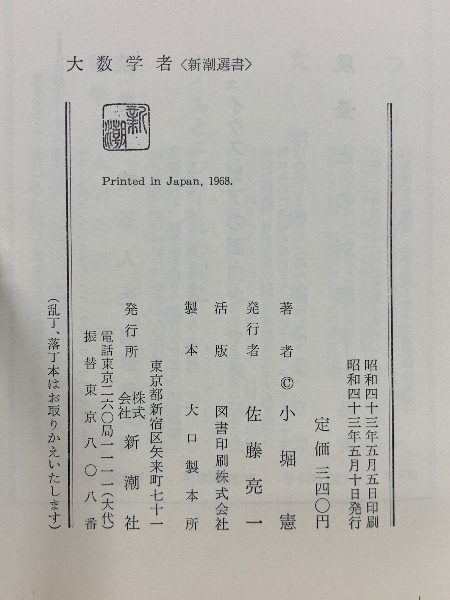 大数学者〈新潮選書〉
新潮
Printed in Japan, 1968.
昭和四十三年五月五日印刷
昭和四十三年五月十日発行
定価 三四〇円
著者 © 小堀憲
発行者 佐藤亮一
活版 図書印刷株式会社
製本 大口製本所
東京都新宿区矢来町七十一
発行所 株式会社 新潮社
電話東京二六〇局一一一一(大代)
振替東京八〇八番
(乱丁、落丁本はお取りかえいたします)